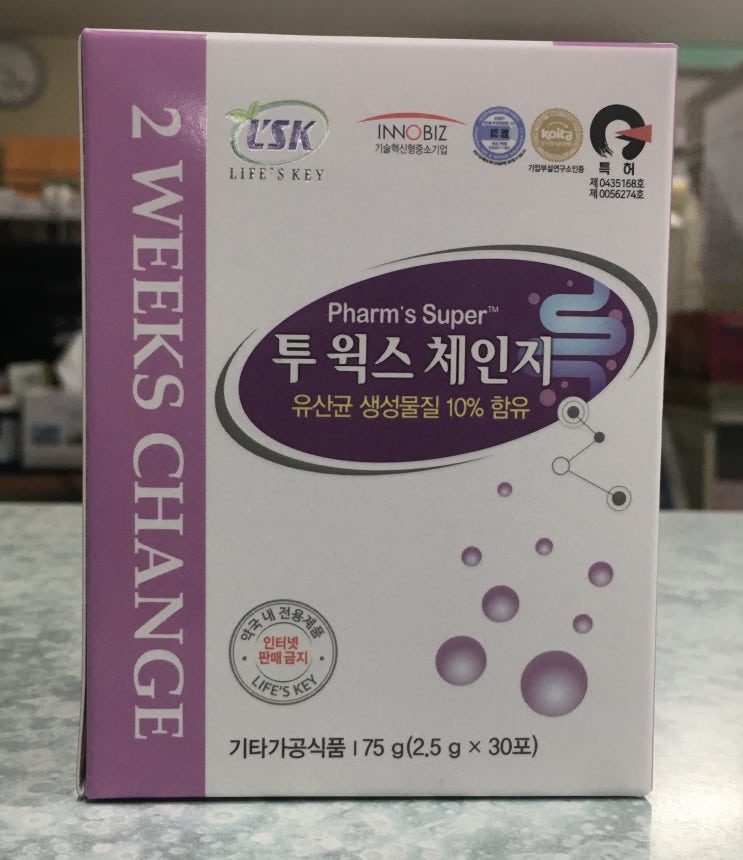 2 WEEKS CHANGE
L'SK
LIFE'S KEY
INNOBIZ
기술혁신형중소기업
認證
koita
기업부설연구소인증
특허
제0435168호
제0056274호
Pharm's Super™
투 윅스 체인지
유산균 생성물질 10% 함유
약국 내 전용제품
인터넷
판매 금지
LIFE'S KEY
기타가공식품 | 75 g(2.5 g × 30포)